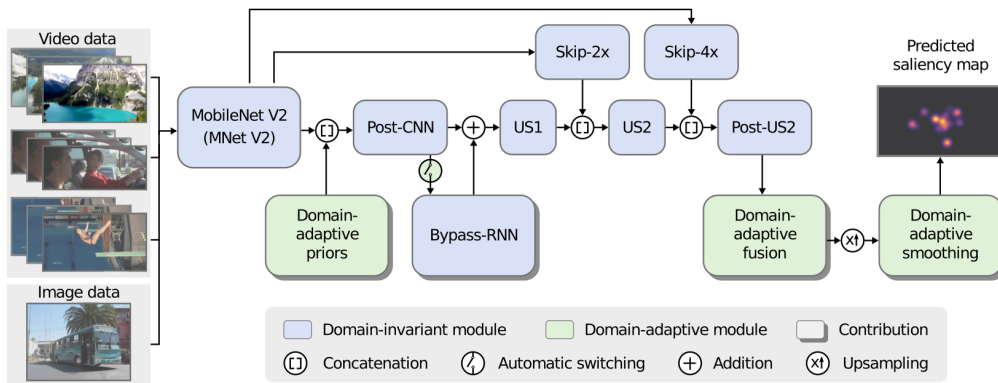 Video data
Image data
MobileNet V2
(MNet V2)
[]
Post-CNN
+
US1
[]
US2
[]
Post-US2
Skip-2x
Skip-4x
Predicted
saliency map
Domain-
adaptive
priors
Bypass-RNN
Domain-
adaptive
fusion
x↑
Domain-
adaptive
smoothing
Domain-invariant module
Domain-adaptive module
Contribution
[] Concatenation
Automatic switching
+ Addition
x↑ Upsampling